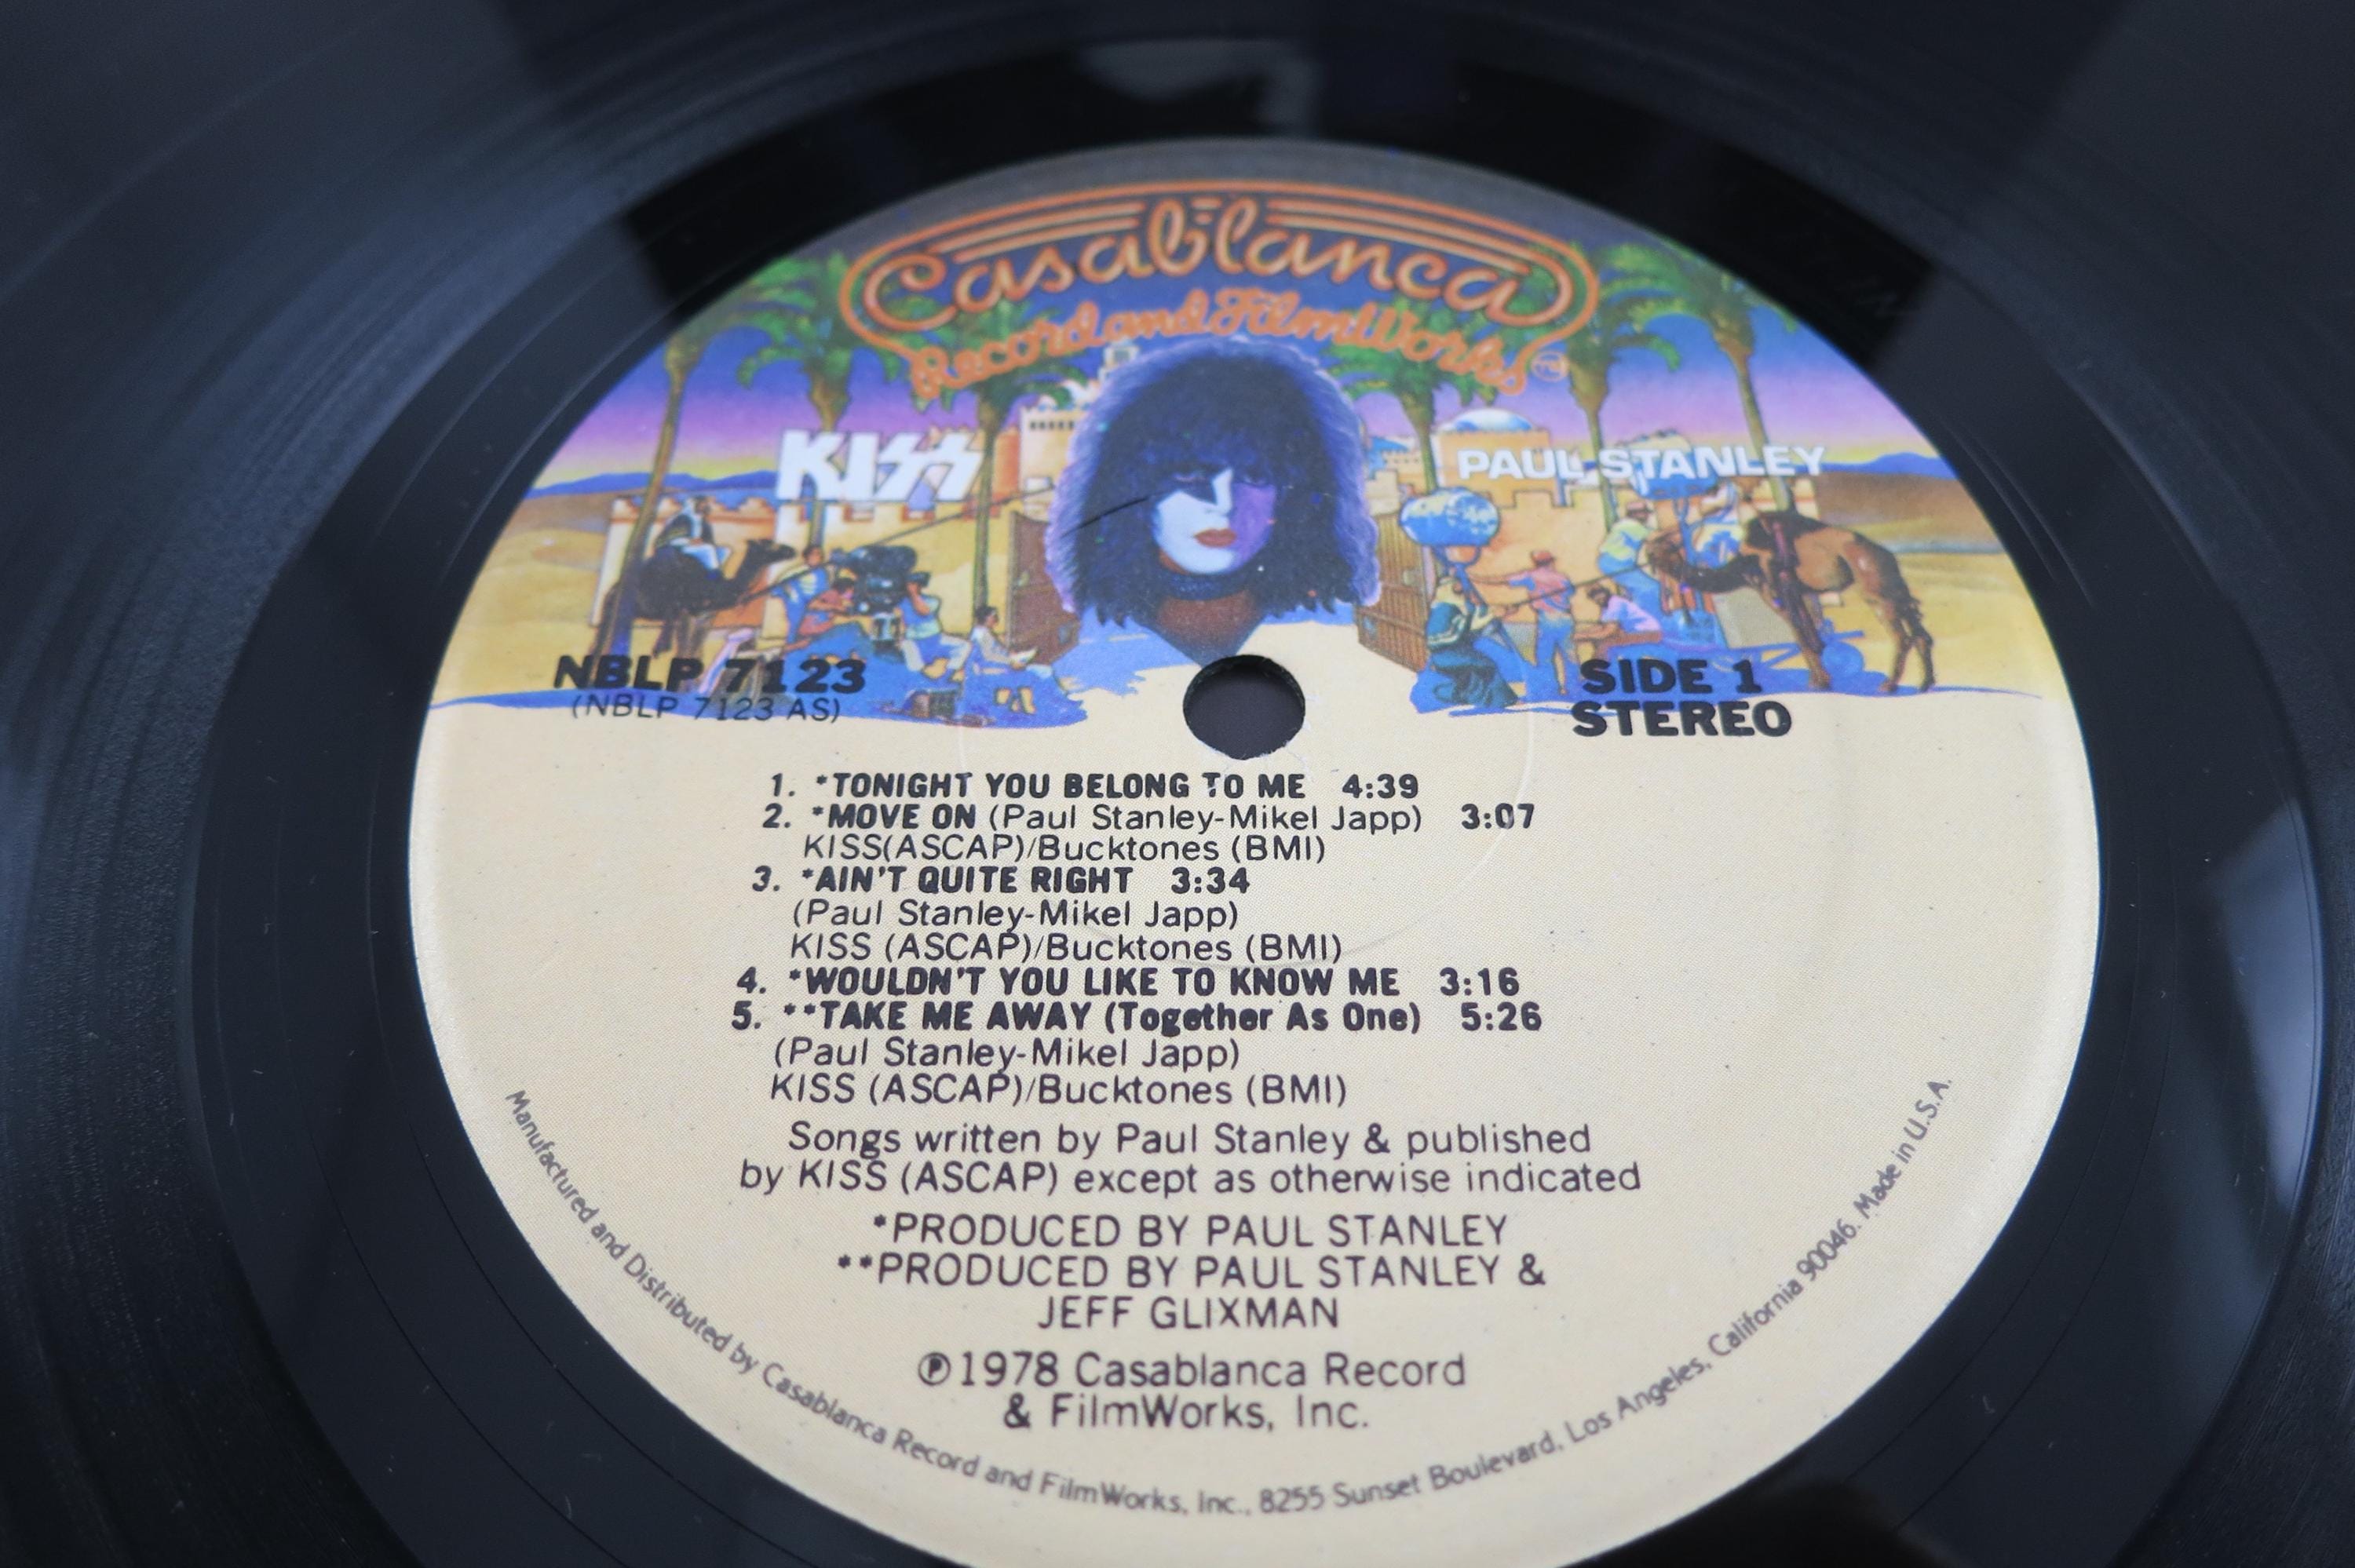 Casablanca
Record and FilmWorks
KISS
PAUL STANLEY
NBLP 7123
(NBLP 7123 AS)
SIDE 1
STEREO
1. *TONIGHT YOU BELONG TO ME 4:39
2. *MOVE ON (Paul Stanley-Mikel Japp) 3:07
KISS(ASCAP)/Bucktones (BMI)
3. *AIN'T QUITE RIGHT 3:34
(Paul Stanley-Mikel Japp)
KISS (ASCAP)/Bucktones (BMI)
4. *WOULDN'T YOU LIKE TO KNOW ME 3:16
5. **TAKE ME AWAY (Together As One) 5:26
(Paul Stanley-Mikel Japp)
KISS (ASCAP)/Bucktones (BMI)
Songs written by Paul Stanley & published
by KISS (ASCAP) except as otherwise indicated
*PRODUCED BY PAUL STANLEY
**PRODUCED BY PAUL STANLEY &
JEFF GLIXMAN
℗1978 Casablanca Record
& FilmWorks, Inc.
Manufactured and Distributed by Casablanca Record and FilmWorks, Inc., 8255 Sunset Boulevard, Los Angeles, California 90046. Made in U.S.A.